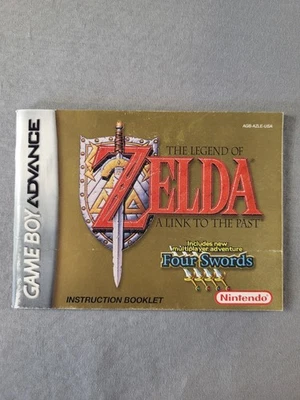 AGB-AZLE-USA
GAME BOY ADVANCE
THE LEGEND OF
ZELDA
A LINK TO THE PAST
Includes new
multiplayer adventure
Four Swords
INSTRUCTION BOOKLET
Nintendo